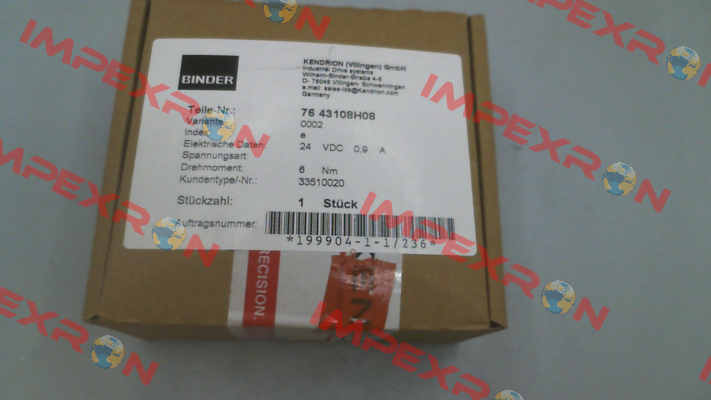 BINDER
KENDRION (Villingen) GmbH
Industrial Drive systems
Wilhelm-Binder-Straße 4-6
D- 78048 Villingen- Schwenningen
e.mail: sales-ids@Kendrion.com
Germany
Teile-Nr.: 76 43108H08
Variante 0002
Index e
Elektrische Daten: 24 VDC 0,9 A
Spannungsart:
Drehmoment: 6 Nm
Kundentype/-Nr.: 33510020
Stückzahl: 1 Stück
Auftragsnummer:
*199904-1-1/236*
RECISION.
IMPEXRON
IMPEXRON
IMPEXRON
IMPEXRON
IMPEXRON